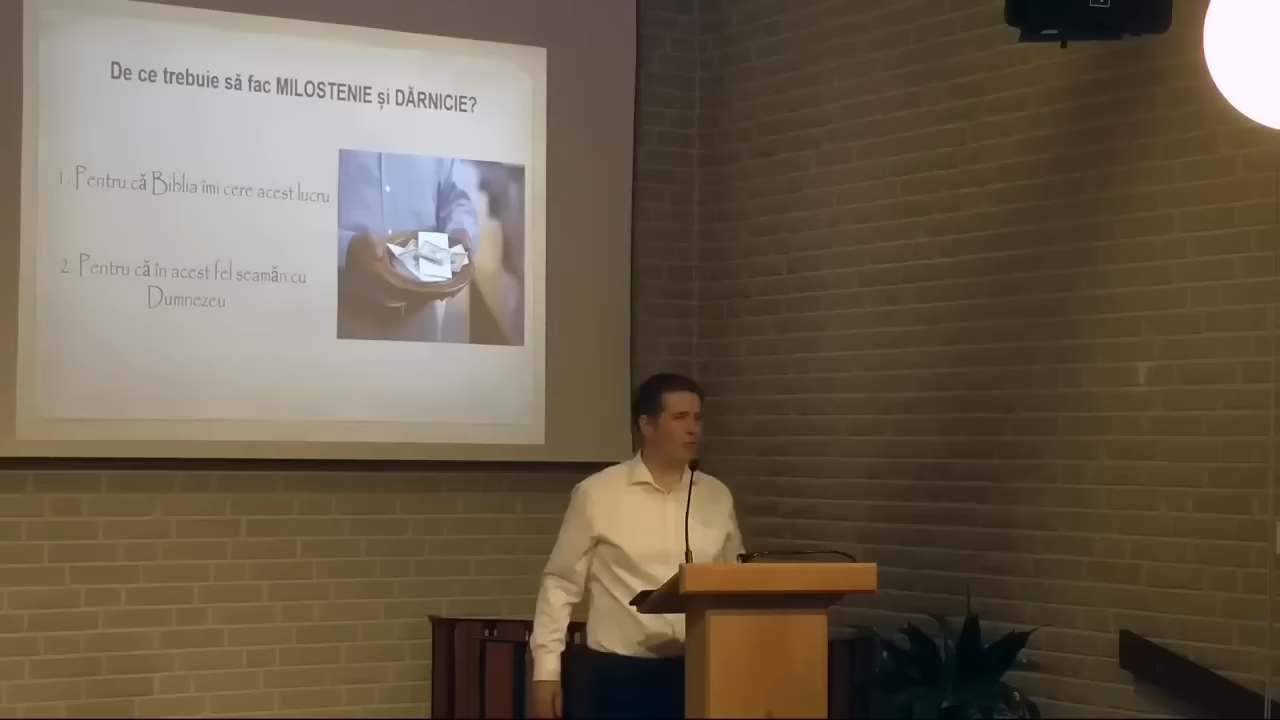 De ce trebuie să fac MILOSTENIE și DĂRNICIE?
1. Pentru că Biblia îmi cere acest lucru
2. Pentru că în acest fel seamăn cu
Dumnezeu